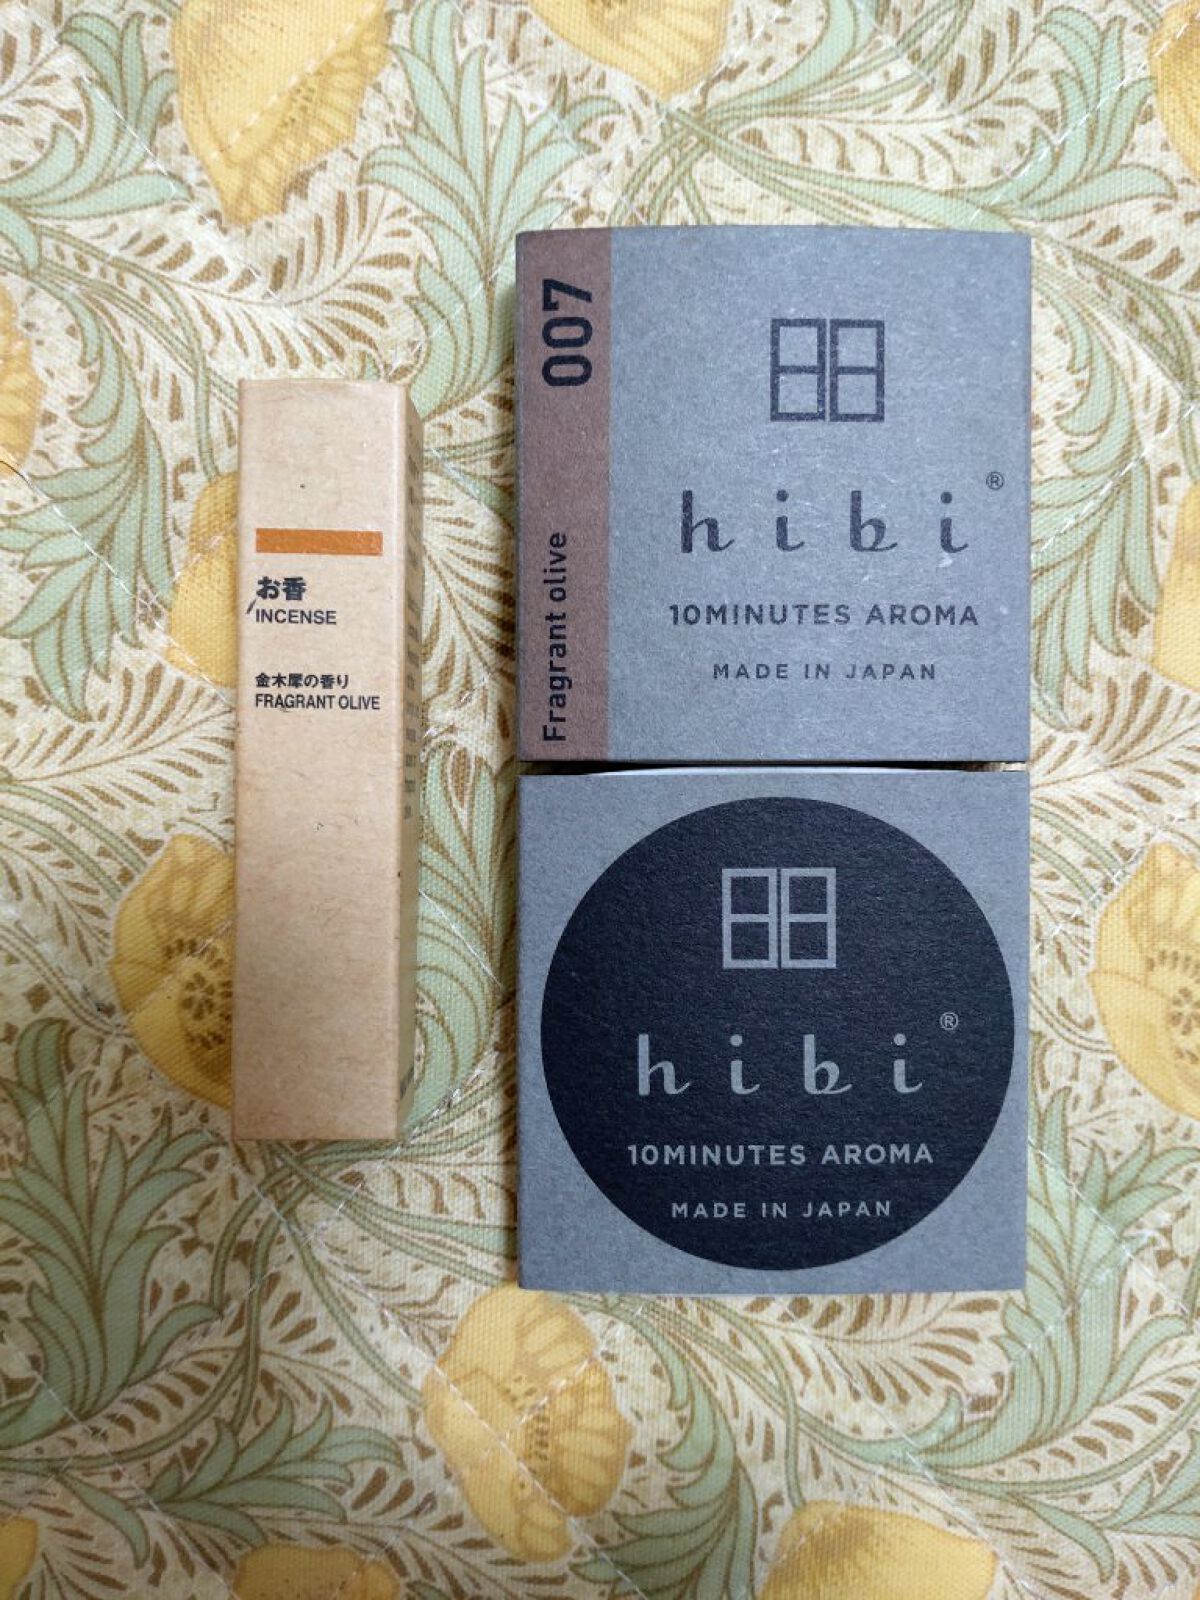 お香
INCENSE
金木犀の香り
FRAGRANT OLIVE
007
Fragrant olive
hibi®
10MINUTES AROMA
MADE IN JAPAN
hibi®
10MINUTES AROMA
MADE IN JAPAN